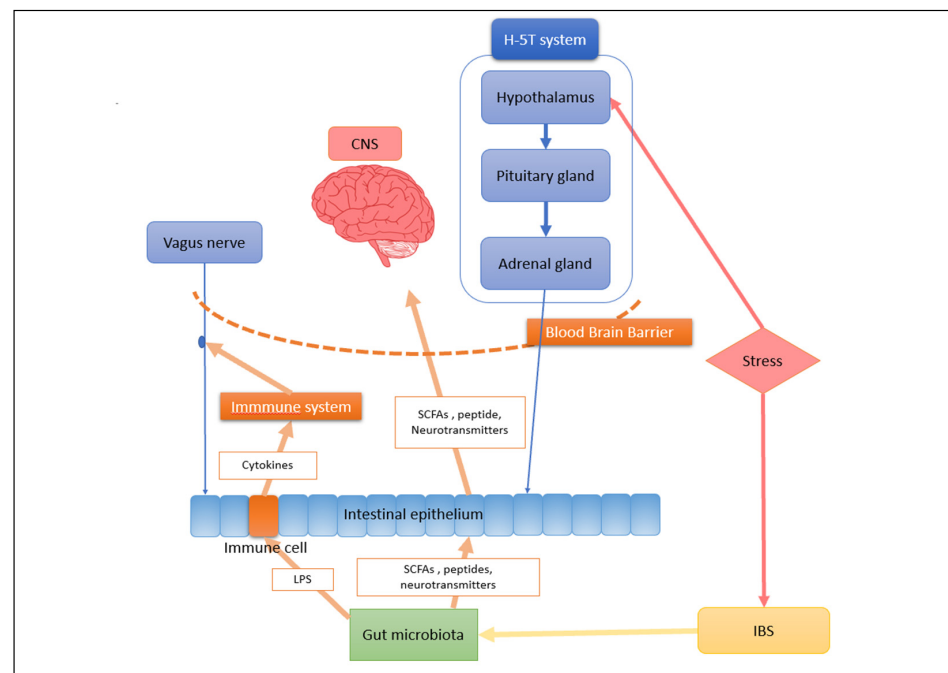 H-5T system
Hypothalamus
CNS
Pituitary gland
Vagus nerve
Adrenal gland
Blood Brain Barrier
Stress
Immmune system
SCFAs , peptide,
Neurotransmitters
Cytokines
Intestinal epithelium
Immune cell
LPS
SCFAs , peptides,
neurotransmitters
Gut microbiota
IBS